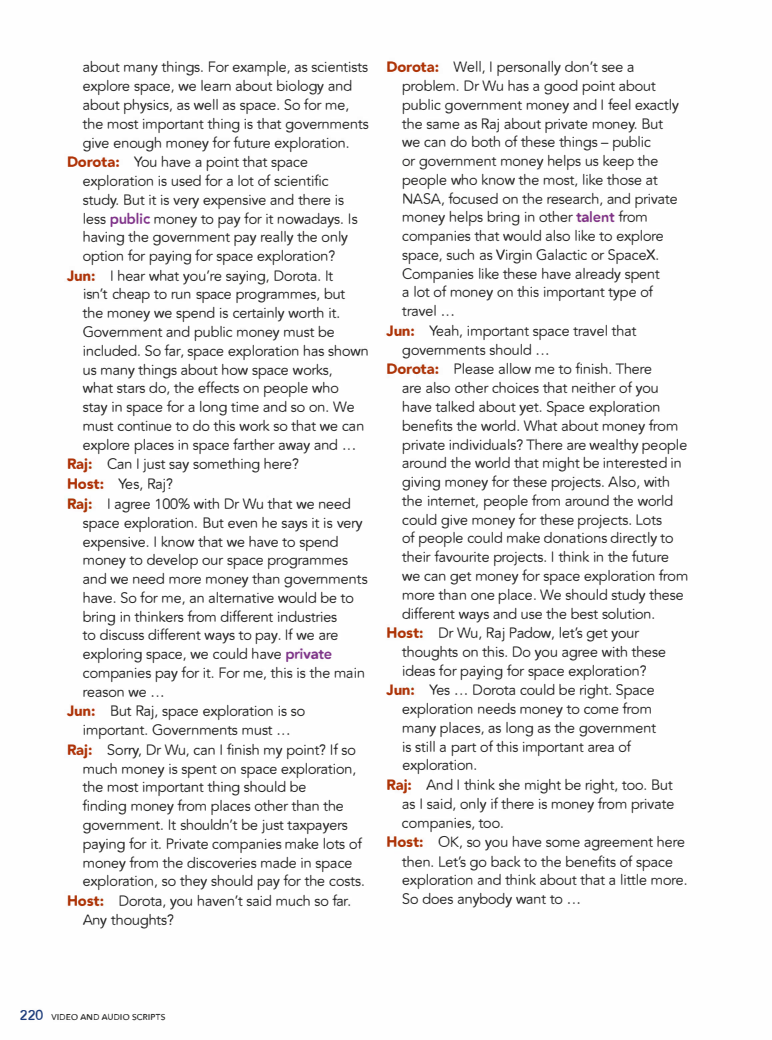 about many things. For example, as scientists
explore space, we learn about biology and
about physics, as well as space. So for me,
the most important thing is that governments
give enough money for future exploration.
Dorota: You have a point that space
exploration is used for a lot of scientific
study. But it is very expensive and there is
less public money to pay for it nowadays. Is
having the government pay really the only
option for paying for space exploration?
Jun: I hear what you're saying, Dorota. It
isn't cheap to run space programmes, but
the money we spend is certainly worth it.
Government and public money must be
included. So far, space exploration has shown
us many things about how space works,
what stars do, the effects on people who
stay in space for a long time and so on. We
must continue to do this work so that we can
explore places in space farther away and …
Raj: Can I just say something here?
Host: Yes, Raj?
Raj: I agree 100% with Dr Wu that we need
space exploration. But even he says it is very
expensive. I know that we have to spend
money to develop our space programmes
and we need more money than governments
have. So for me, an alternative would be to
bring in thinkers from different industries
to discuss different ways to pay. If we are
exploring space, we could have private
companies pay for it. For me, this is the main
reason we …
Jun: But Raj, space exploration is so
important. Governments must …
Raj: Sorry, Dr Wu, can I finish my point? If so
much money is spent on space exploration,
the most important thing should be
finding money from places other than the
government. It shouldn't be just taxpayers
paying for it. Private companies make lots of
money from the discoveries made in space
exploration, so they should pay for the costs.
Host: Dorota, you haven't said much so far.
Any thoughts?
Dorota: Well, I personally don't see a
problem. Dr Wu has a good point about
public government money and I feel exactly
the same as Raj about private money. But
we can do both of these things – public
or government money helps us keep the
people who know the most, like those at
NASA, focused on the research, and private
money helps bring in other talent from
companies that would also like to explore
space, such as Virgin Galactic or SpaceX.
Companies like these have already spent
a lot of money on this important type of
travel …
Jun: Yeah, important space travel that
governments should …
Dorota: Please allow me to finish. There
are also other choices that neither of you
have talked about yet. Space exploration
benefits the world. What about money from
private individuals? There are wealthy people
around the world that might be interested in
giving money for these projects. Also, with
the internet, people from around the world
could give money for these projects. Lots
of people could make donations directly to
their favourite projects. I think in the future
we can get money for space exploration from
more than one place. We should study these
different ways and use the best solution.
Host: Dr Wu, Raj Padow, let's get your
thoughts on this. Do you agree with these
ideas for paying for space exploration?
Jun: Yes … Dorota could be right. Space
exploration needs money to come from
many places, as long as the government
is still a part of this important area of
exploration.
Raj: And I think she might be right, too. But
as I said, only if there is money from private
companies, too.
Host: OK, so you have some agreement here
then. Let's go back to the benefits of space
exploration and think about that a little more.
So does anybody want to …
220 VIDEO AND AUDIO SCRIPTS